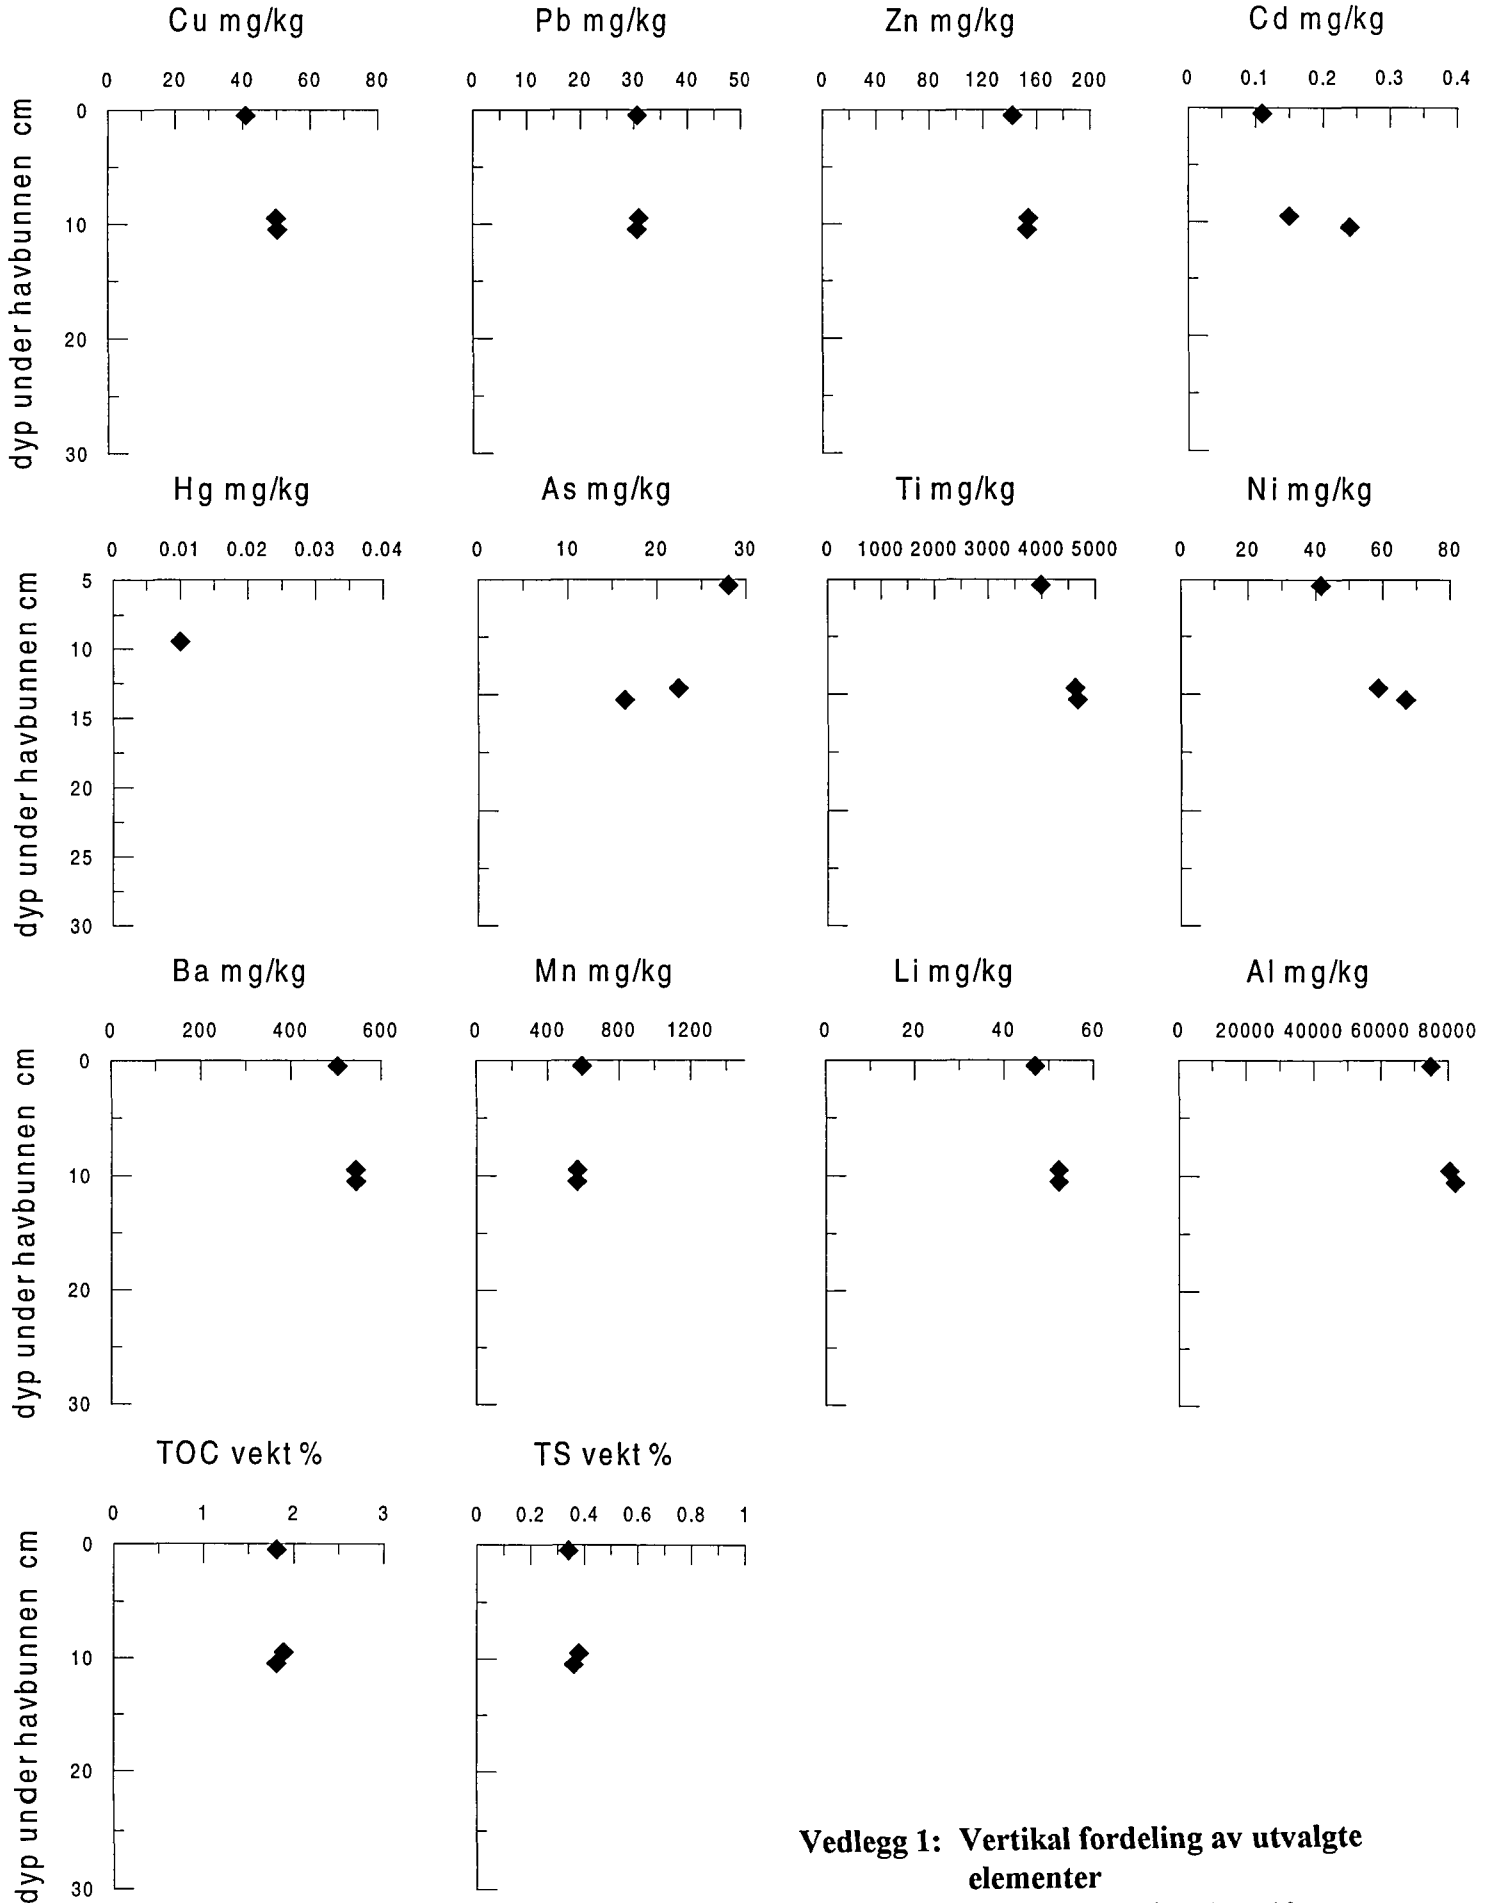 Cu mg/kg
Pb mg/kg
Zn mg/kg
Cd mg/kg
0 20 40 60 80
0 10 20 30 40 50
0 40 80 120 160 200
0 0.1 0.2 0.3 0.4
dyp under havbunnen cm
0
10
20
30
Hg mg/kg
As mg/kg
Ti mg/kg
Ni mg/kg
0 0.01 0.02 0.03 0.04
0 10 20 30
0 1000 2000 3000 4000 5000
0 20 40 60 80
dyp under havbunnen cm
5
10
15
20
25
30
Ba mg/kg
Mn mg/kg
Li mg/kg
Al mg/kg
0 200 400 600
0 400 800 1200
0 20 40 60
0 20000 40000 60000 80000
dyp under havbunnen cm
0
10
20
30
TOC vekt %
TS vekt %
0 1 2 3
0 0.2 0.4 0.6 0.8 1
dyp under havbunnen cm
0
10
20
30
Vedlegg 1: Vertikal fordeling av utvalgte
elementer